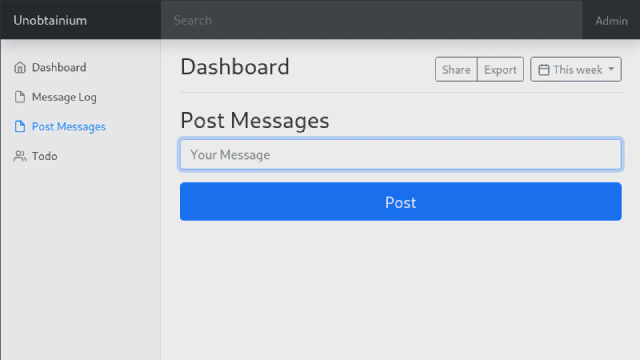 Unobtainium
Search
Admin
Dashboard
Message Log
Post Messages
Todo
Dashboard
Share
Export
This week
Post Messages
Your Message
Post